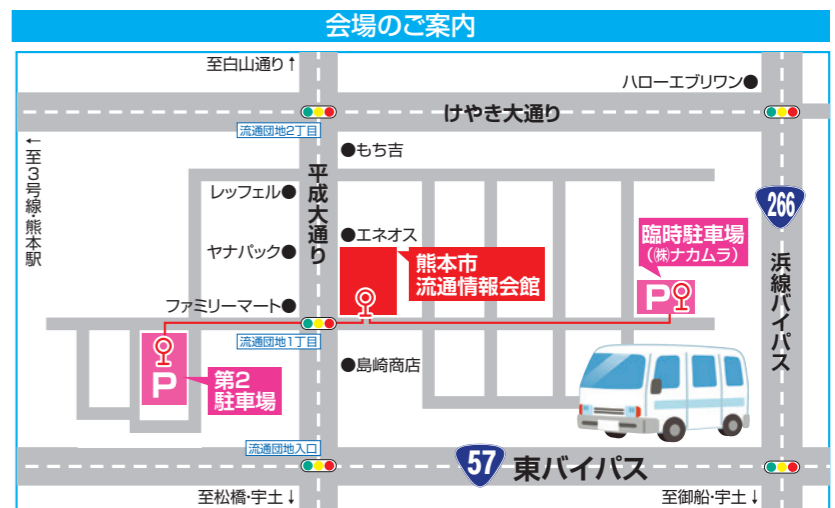 会場のご案内
至白山通り↑
ハローエブリワン●
けやき大通り
流通団地2丁目
←至3号線・熊本駅
●もち吉
平成大通り
レッフェル●
266
●エネオス
臨時駐車場
(㈱ナカムラ)
ヤナパック●
熊本市
流通情報会館
浜線バイパス
P
ファミリーマート●
流通団地1丁目
P
第2
駐車場
●島崎商店
流通団地入口
57
東バイパス
至松橋・宇土↓
至御船・宇土↓